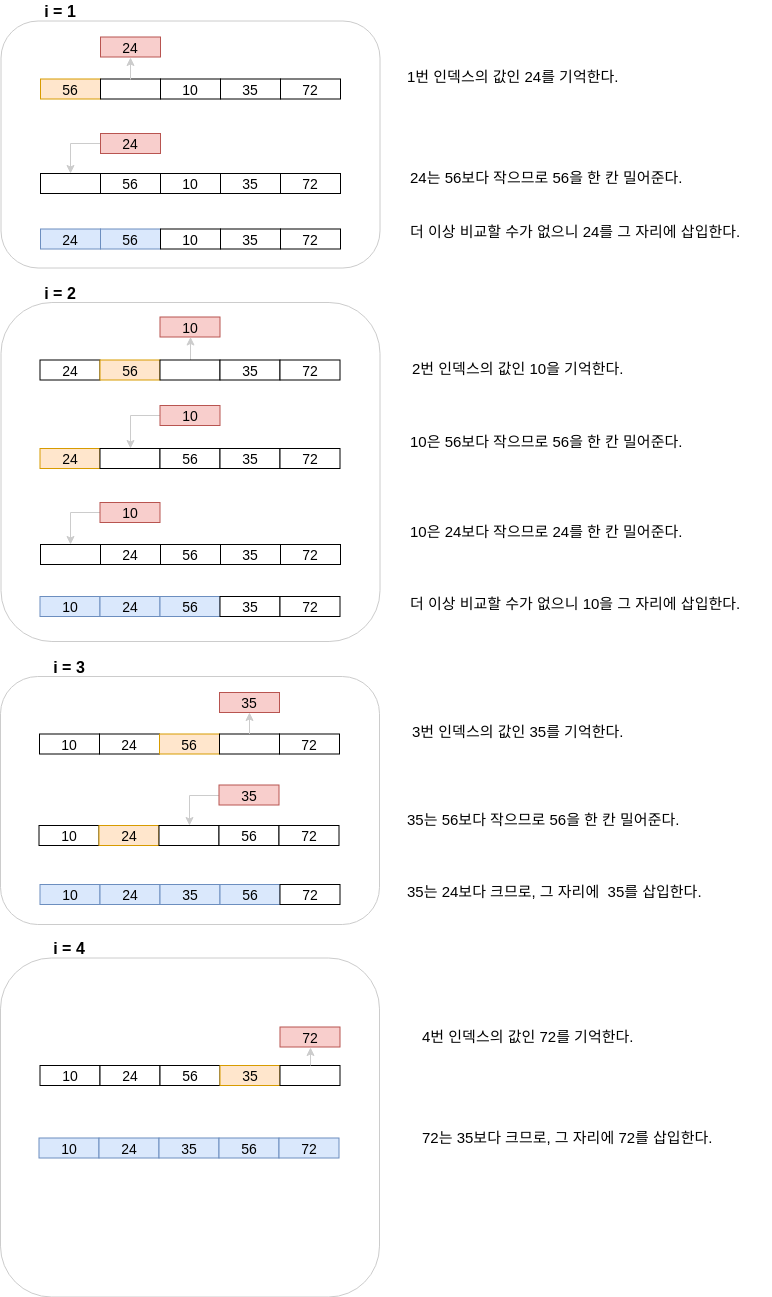 i = 1
24
56 10 35 72
1번 인덱스의 값인 24를 기억한다.
24
56 10 35 72
24는 56보다 작으므로 56을 한 칸 밀어준다.
24 56 10 35 72
더 이상 비교할 수가 없으니 24를 그 자리에 삽입한다.
i = 2
10
24 56 35 72
2번 인덱스의 값인 10을 기억한다.
10
24 56 35 72
10은 56보다 작으므로 56을 한 칸 밀어준다.
10
24 56 35 72
10은 24보다 작으므로 24를 한 칸 밀어준다.
10 24 56 35 72
더 이상 비교할 수가 없으니 10을 그 자리에 삽입한다.
i = 3
35
10 24 56 72
3번 인덱스의 값인 35를 기억한다.
35
10 24 56 72
35는 56보다 작으므로 56을 한 칸 밀어준다.
10 24 35 56 72
35는 24보다 크므로, 그 자리에 35를 삽입한다.
i = 4
72
10 24 56 35
4번 인덱스의 값인 72를 기억한다.
10 24 35 56 72
72는 35보다 크므로, 그 자리에 72를 삽입한다.